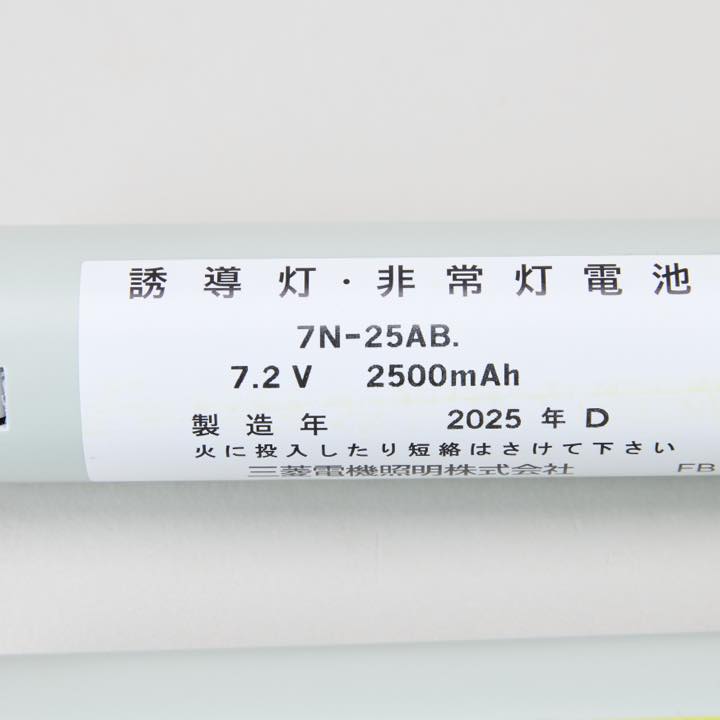 誘導灯・非常灯電池
7N-25AB.
7.2V 2500mAh
製造年 2025年 D
火に投入したり短絡はさけて下さい
三菱電機照明株式会社 FB